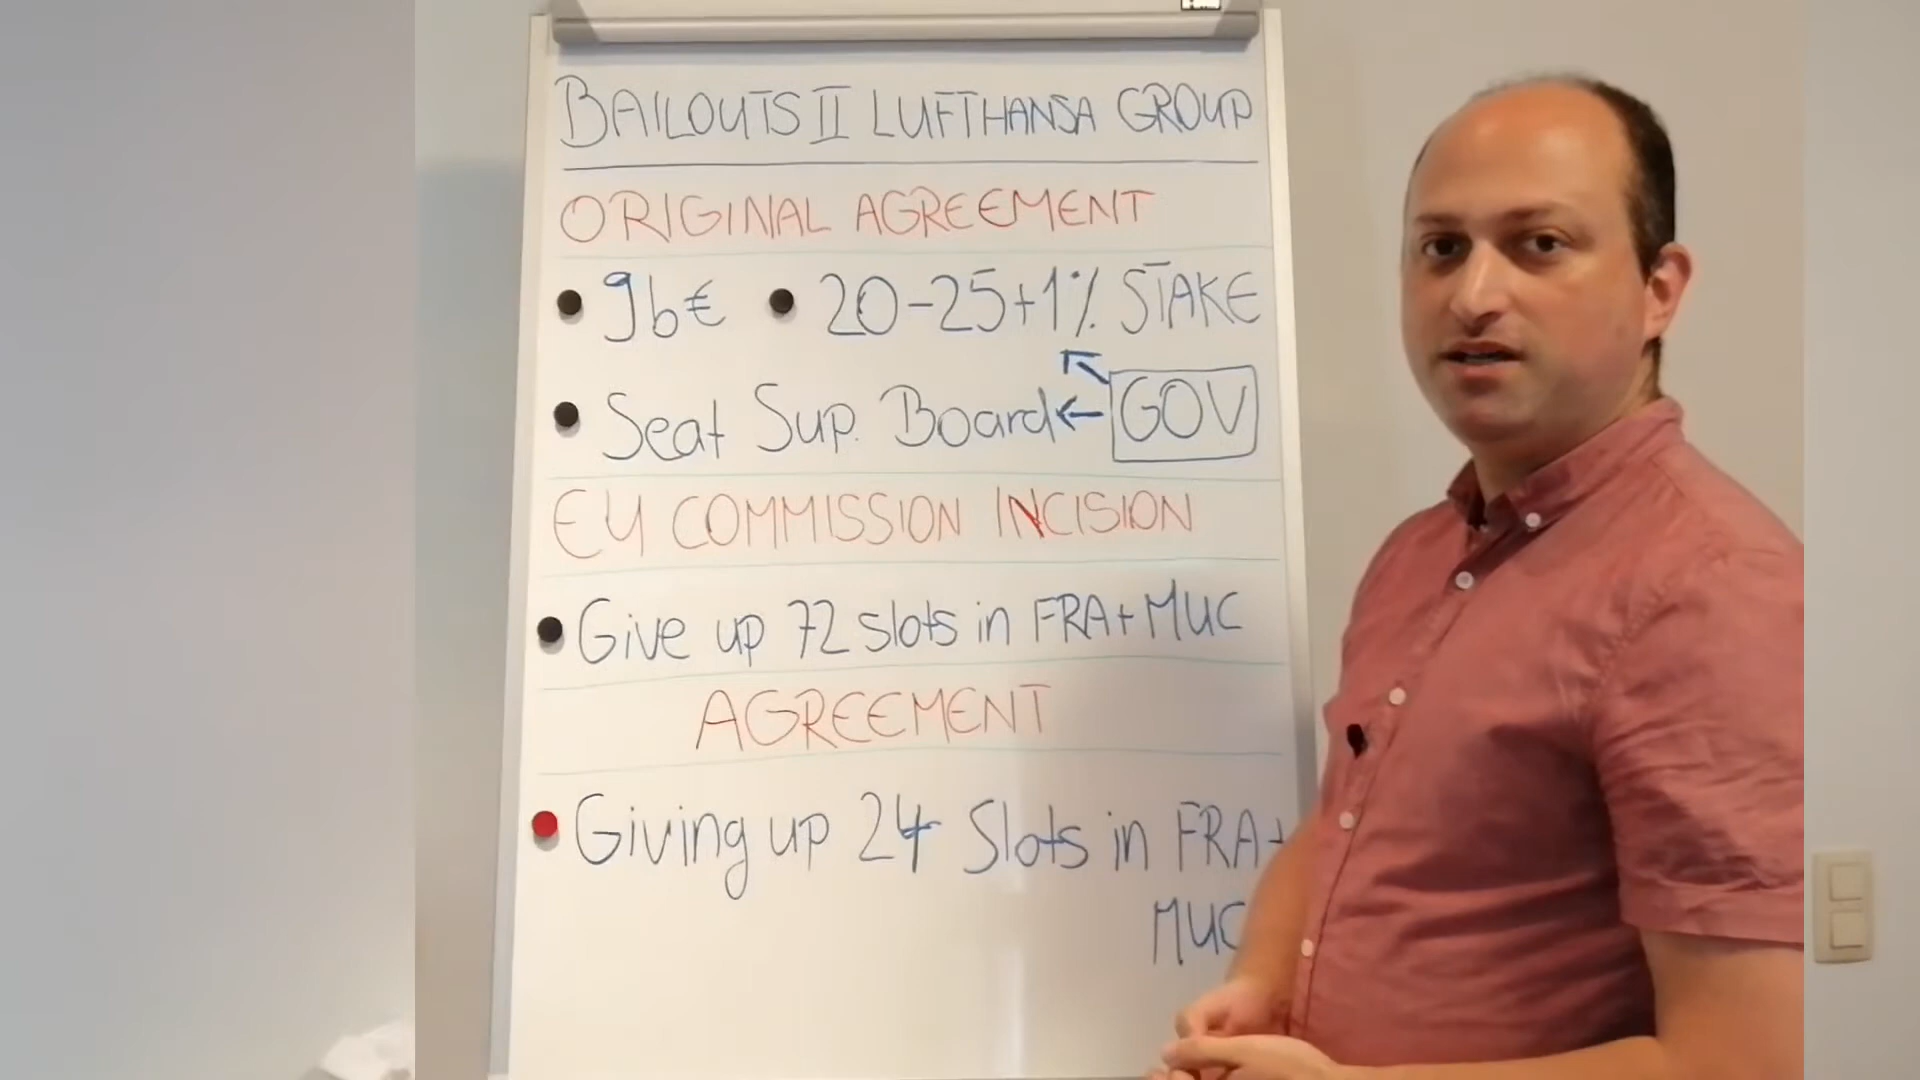 BAILOUTS II LUFTHANSA GROUP
ORIGINAL AGREEMENT
9b€ 20-25+1% STAKE
Seat Sup. Board ← GOV
EU COMMISSION INCISION
Give up 72 slots in FRA+MUC
AGREEMENT
Giving up 24 Slots in FRA+
MUC